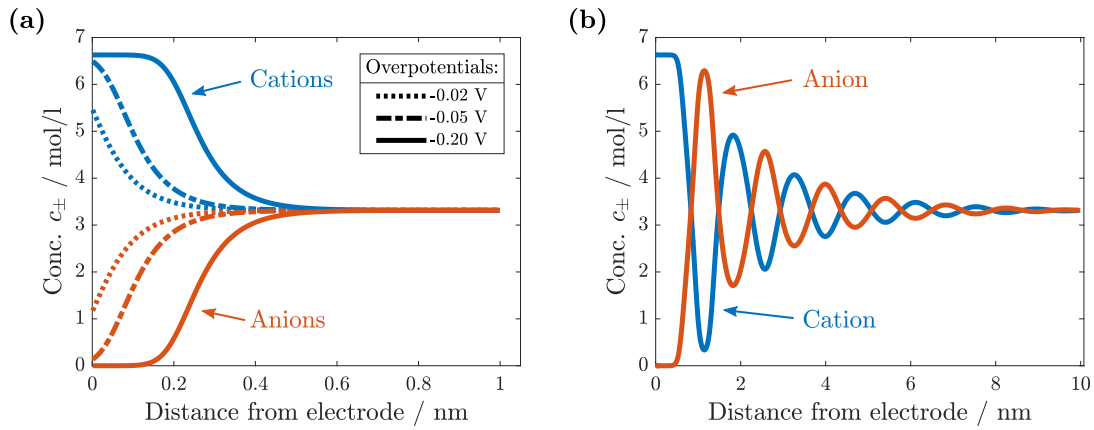 (a)
7
6
5
4
3
2
1
0
Conc. c± / mol/l
0
0.2
0.4
0.6
0.8
1
Distance from electrode / nm
Cations
Anions
Overpotentials:
-0.02 V
-0.05 V
-0.20 V
(b)
7
6
5
4
3
2
1
0
Conc. c± / mol/l
0
2
4
6
8
10
Distance from electrode / nm
Anion
Cation